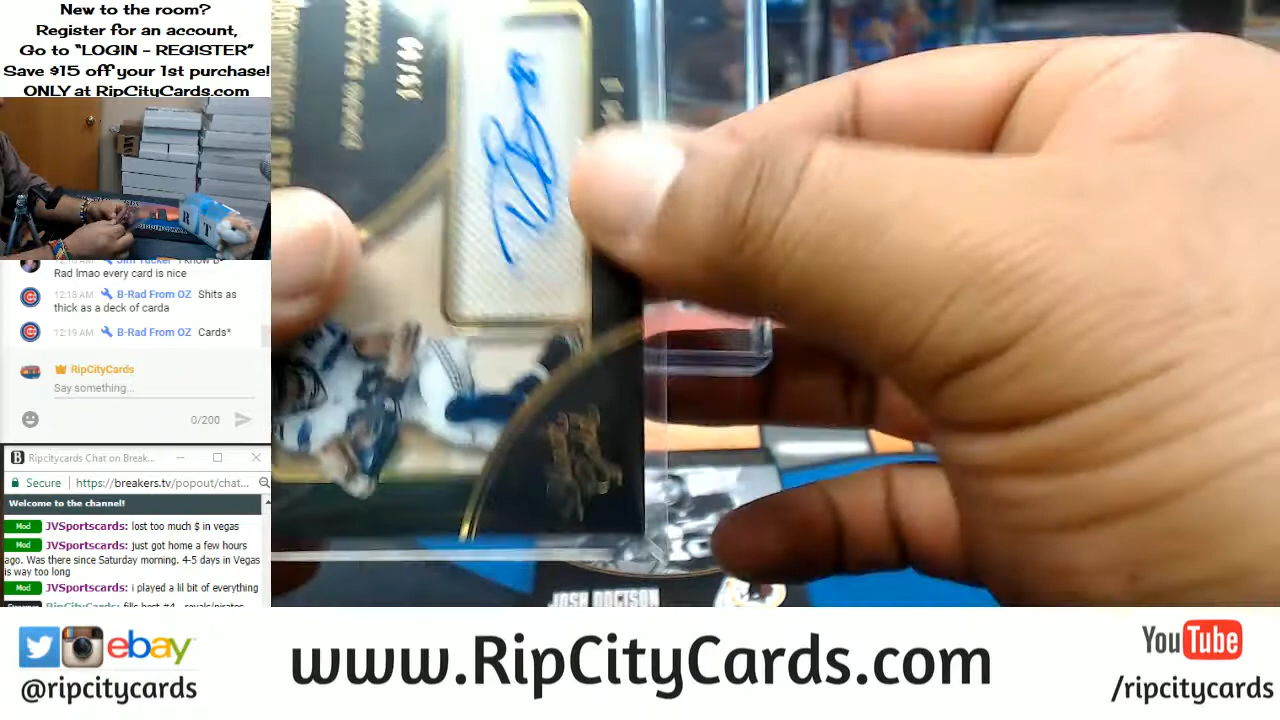 New to the room?
Register for an account,
Go to "LOGIN - REGISTER"
Save $15 off your 1st purchase!
ONLY at RipCityCards.com
Rad lmao every card is nice
12:18 AM B-Rad From OZ Shits as
thick as a deck of carda
12:19 AM B-Rad From OZ Cards*
RipCityCards
Say something...
0/200
B Ripcitycards Chat on Break...
Secure https://breakers.tv/popout/chat...
Welcome to the channel!
Mod JVSportscards: lost too much $ in vegas
Mod JVSportscards: just got home a few hours
ago. Was there since Saturday morning. 4-5 days in Vegas
is way too long
Mod JVSportscards: i played a lil bit of everything
JOSH DOCTSON
ebay
@ripcitycards
www.RipCityCards.com
YouTube
/ripcitycards